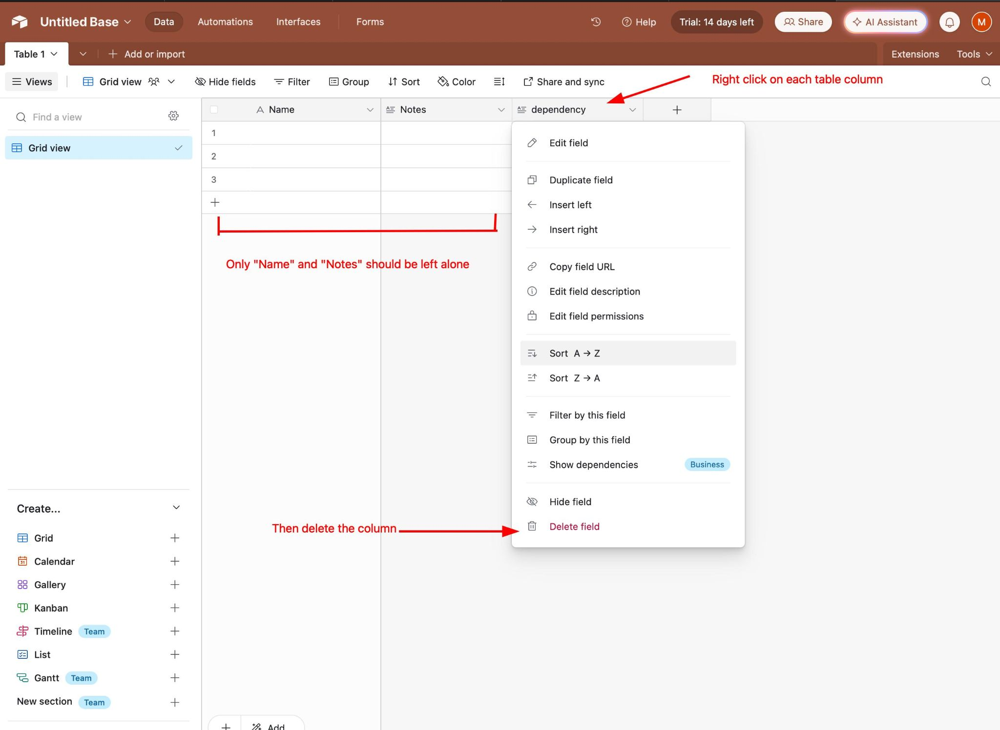 Untitled Base Data Automations Interfaces Forms Help Trial: 14 days left Share AI Assistant M
Table 1 Add or import Extensions Tools
Views Grid view Hide fields Filter Group Sort Color Share and sync Right click on each table column
Find a view
Name Notes dependency
Grid view
1
2
3
Only "Name" and "Notes" should be left alone
Edit field
Duplicate field
Insert left
Insert right
Copy field URL
Edit field description
Edit field permissions
Sort A → Z
Sort Z → A
Filter by this field
Group by this field
Show dependencies Business
Hide field
Then delete the column Delete field
Create...
Grid
31 Calendar
Gallery
Kanban
Timeline Team
List
Gantt Team
New section Team
Add